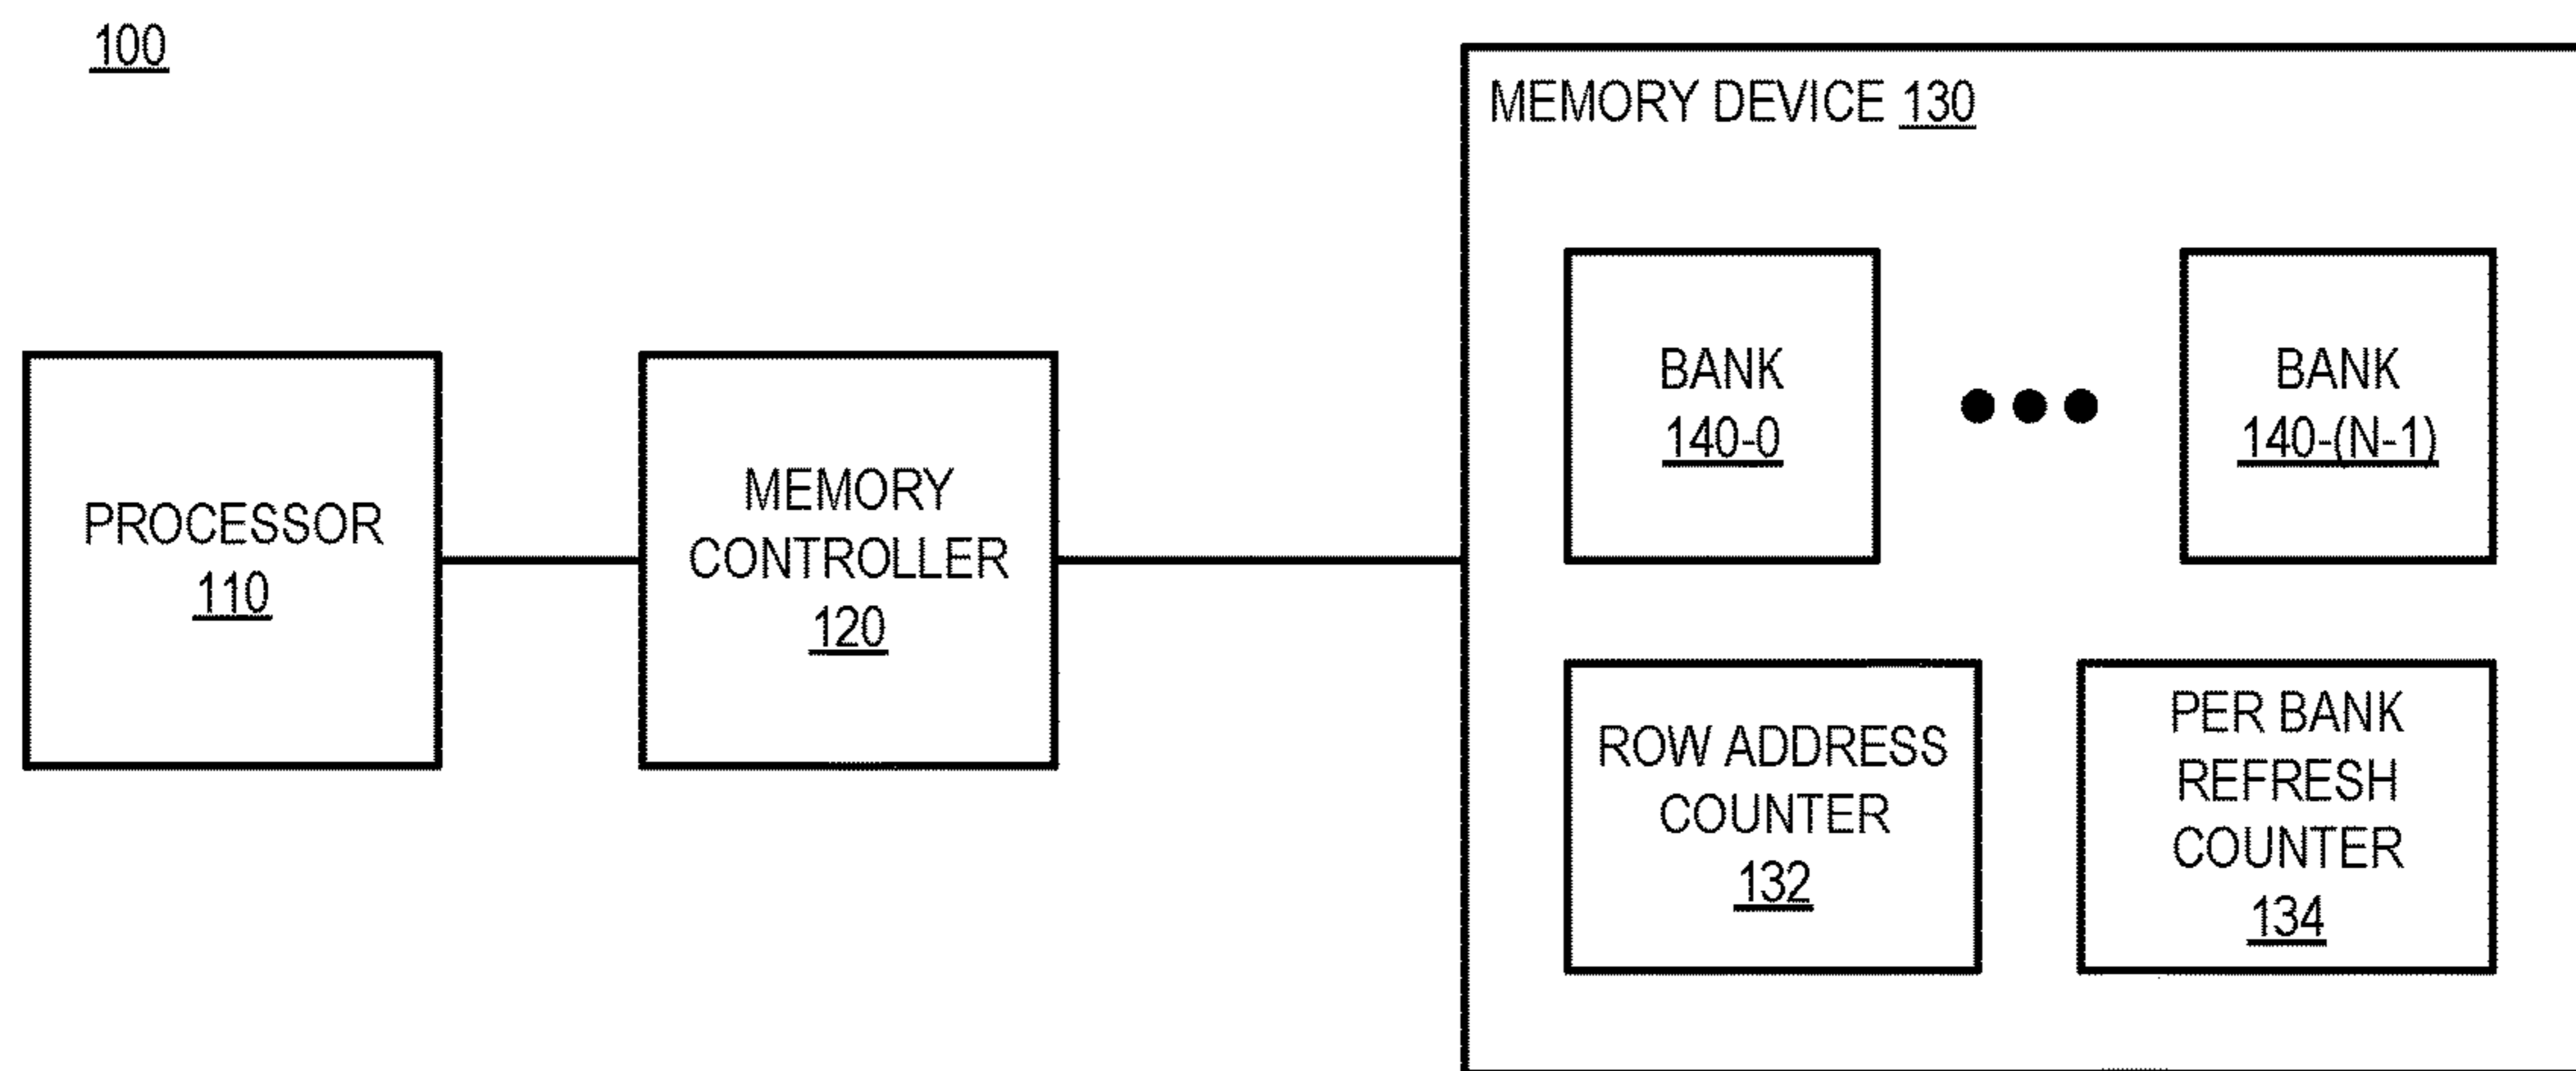 100
MEMORY DEVICE 130
BANK
140-0
BANK
140-(N-1)
PROCESSOR
110
MEMORY
CONTROLLER
120
ROW ADDRESS
COUNTER
132
PER BANK
REFRESH
COUNTER
134